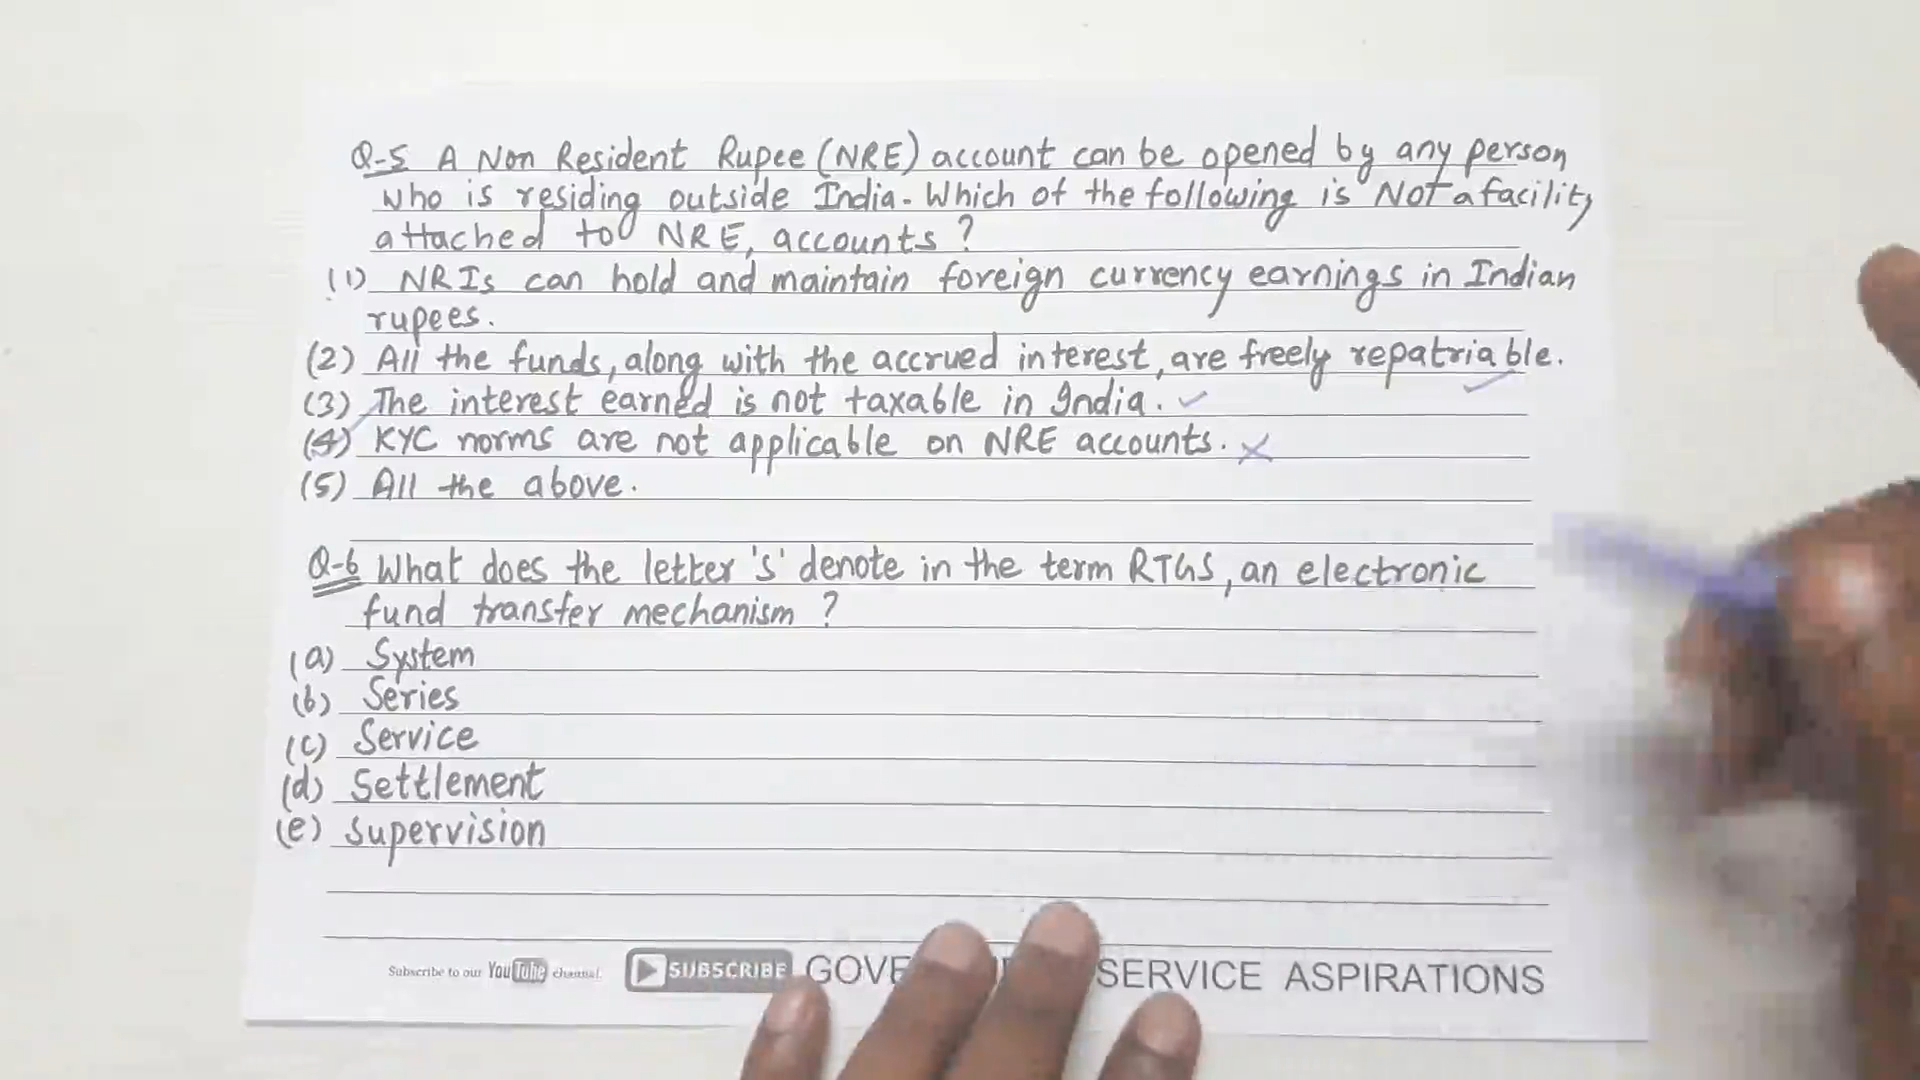 Q-5 A Non Resident Rupee (NRE) account can be opened by any person
who is residing outside India. Which of the following is Not a facility
attached to NRE, accounts ?
(1) NRIs can hold and maintain foreign currency earnings in Indian
rupees.
(2) All the funds, along with the accrued interest, are freely repatriable.
(3) The interest earned is not taxable in India.
(4) KYC norms are not applicable on NRE accounts.
(5) All the above.
Q-6 What does the letter 's' denote in the term RTGS, an electronic
fund transfer mechanism ?
(a) System
(b) Series
(c) Service
(d) Settlement
(e) Supervision
Subscribe to our YouTube channel. SUBSCRIBE SERVICE ASPIRATIONS